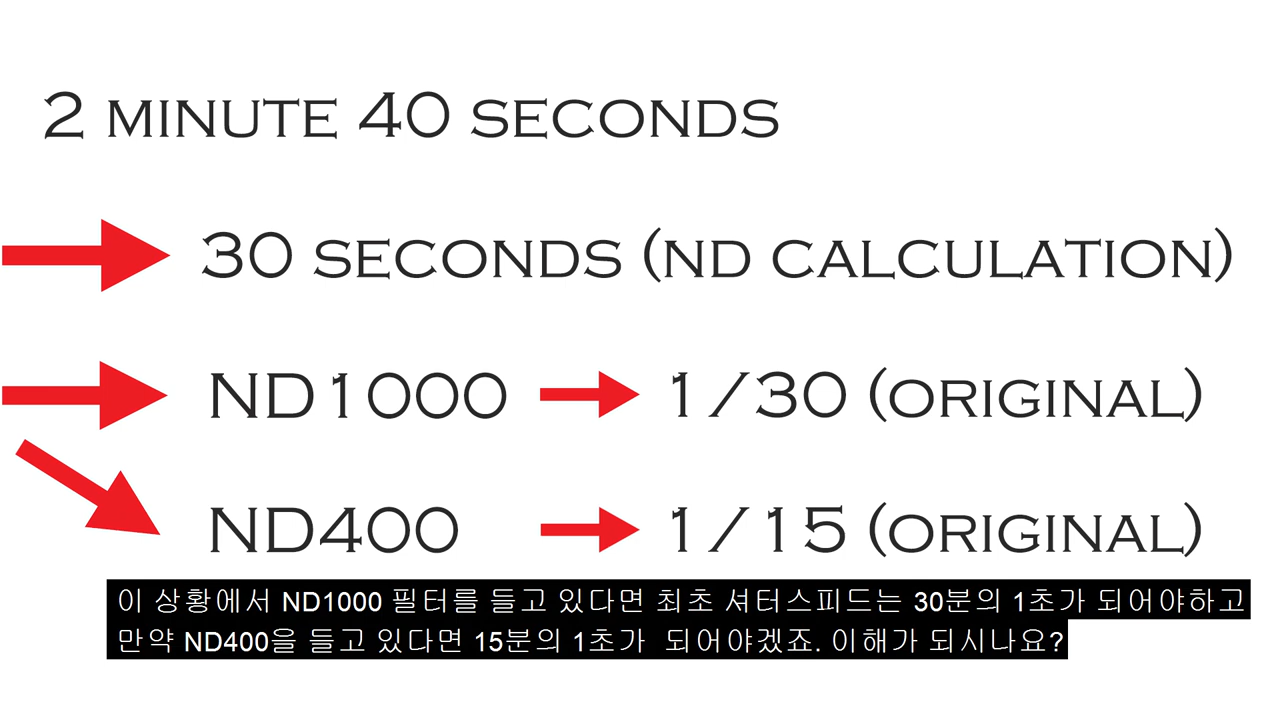 2 MINUTE 40 SECONDS
30 SECONDS (ND CALCULATION)
ND1000 1/30 (ORIGINAL)
ND400 1/15 (ORIGINAL)
이 상황에서 ND1000 필터를 들고 있다면 최초 셔터스피드는 30분의 1초가 되어야하고
만약 ND400을 들고 있다면 15분의 1초가 되어야겠죠. 이해가 되시나요?